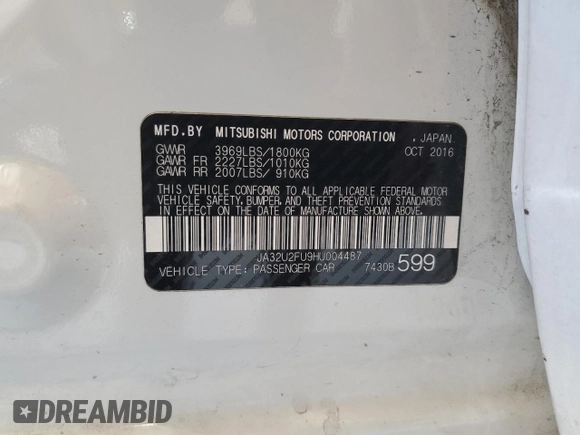 MFD.BY MITSUBISHI MOTORS CORPORATION , JAPAN
GVWR 3969LBS/1800KG OCT 2016
GAWR FR 2227LBS/1010KG
GAWR RR 2007LBS/ 910KG
THIS VEHICLE CONFORMS TO ALL APPLICABLE FEDERAL MOTOR
VEHICLE SAFETY, BUMPER, AND THEFT PREVENTION STANDARDS
IN EFFECT ON THE DATE OF MANUFACTURE SHOWN ABOVE.
JA32U2FU9HU004487
VEHICLE TYPE: PASSENGER CAR 7430B 599
DREAMBID